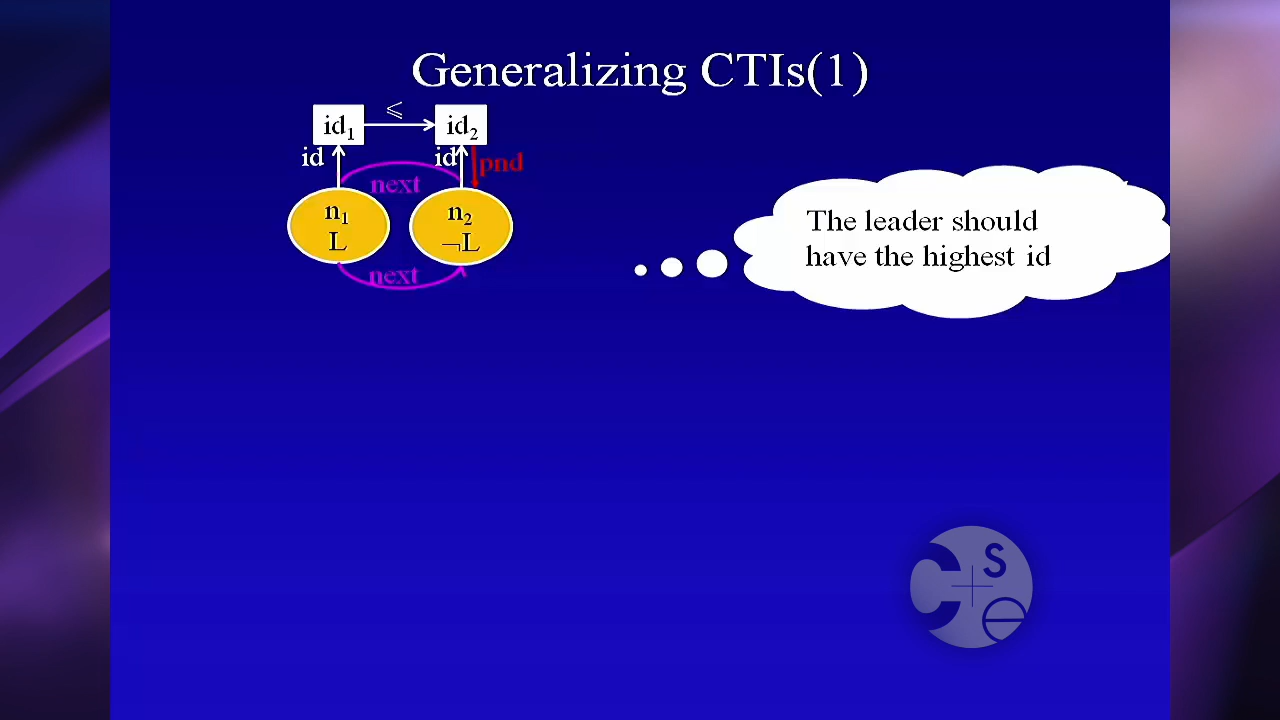 Generalizing CTIs(1)
⩽
id₁ id₂
id id pnd
next
n₁ n₂
L ¬L
next
The leader should
have the highest id
C s e